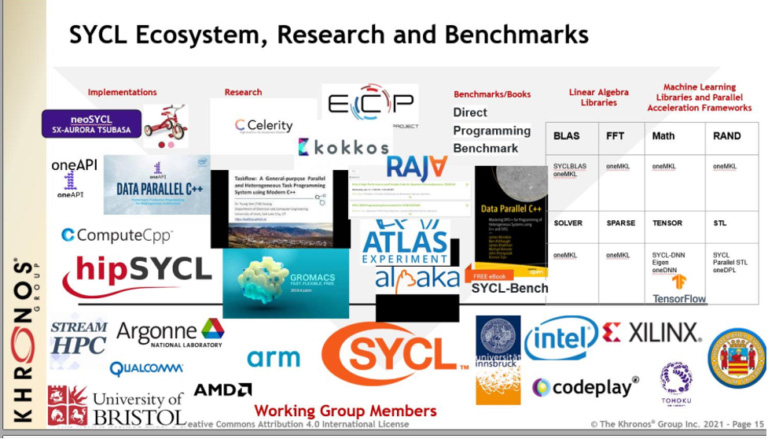 SYCL Ecosystem, Research and Benchmarks
Implementations
Research
Benchmarks/Books
Linear Algebra
Libraries
Machine Learning
Libraries and Parallel
Acceleration Frameworks
neoSYCL
SX-AURORA TSUBASA
Celerity
ECP
PROJECT
kokkos
Direct
Programming
Benchmark
BLAS
FFT
Math
RAND
SYCLBLAS
oneMKL
oneMKL
oneMKL
oneMKL
SOLVER
SPARSE
TENSOR
STL
oneMKL
oneMKL
SYCL-DNN
Eigen
oneDNN
SYCL
Parallel STL
oneDPL
TensorFlow
oneAPI
oneAPI
DATA PARALLEL C++
Taskflow: A General-purpose Parallel
and Heterogeneous Task Programming
System using Modern C++
RAJA
Data Parallel C++
FREE eBook
SYCL-Bench
ComputeCpp™
hipSYCL
GROMACS
FAST. FLEXIBLE. FREE.
ATLAS
EXPERIMENT
alpaka
KHRONOS®
GROUP
STREAM
HPC
Argonne
NATIONAL LABORATORY
QUALCOMM®
arm
AMD
University of
BRISTOL
SYCL™
universität
innsbruck
intel®
XILINX®
codeplay®
TOHOKU
Working Group Members
eative Commons Attribution 4.0 International License
© The Khronos® Group Inc. 2021 - Page 15